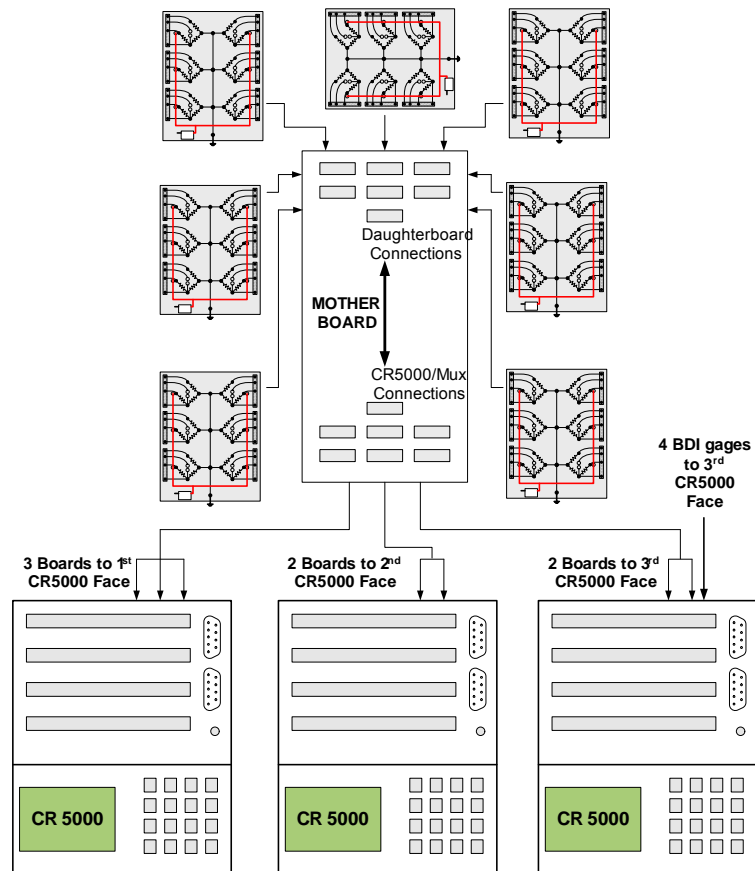 Daughterboard
Connections
MOTHER
BOARD
CR5000/Mux
Connections
4 BDI gages
to 3rd
CR5000
Face
3 Boards to 1st
CR5000 Face
2 Boards to 2nd
CR5000 Face
2 Boards to 3rd
CR5000 Face
CR 5000
CR 5000
CR 5000